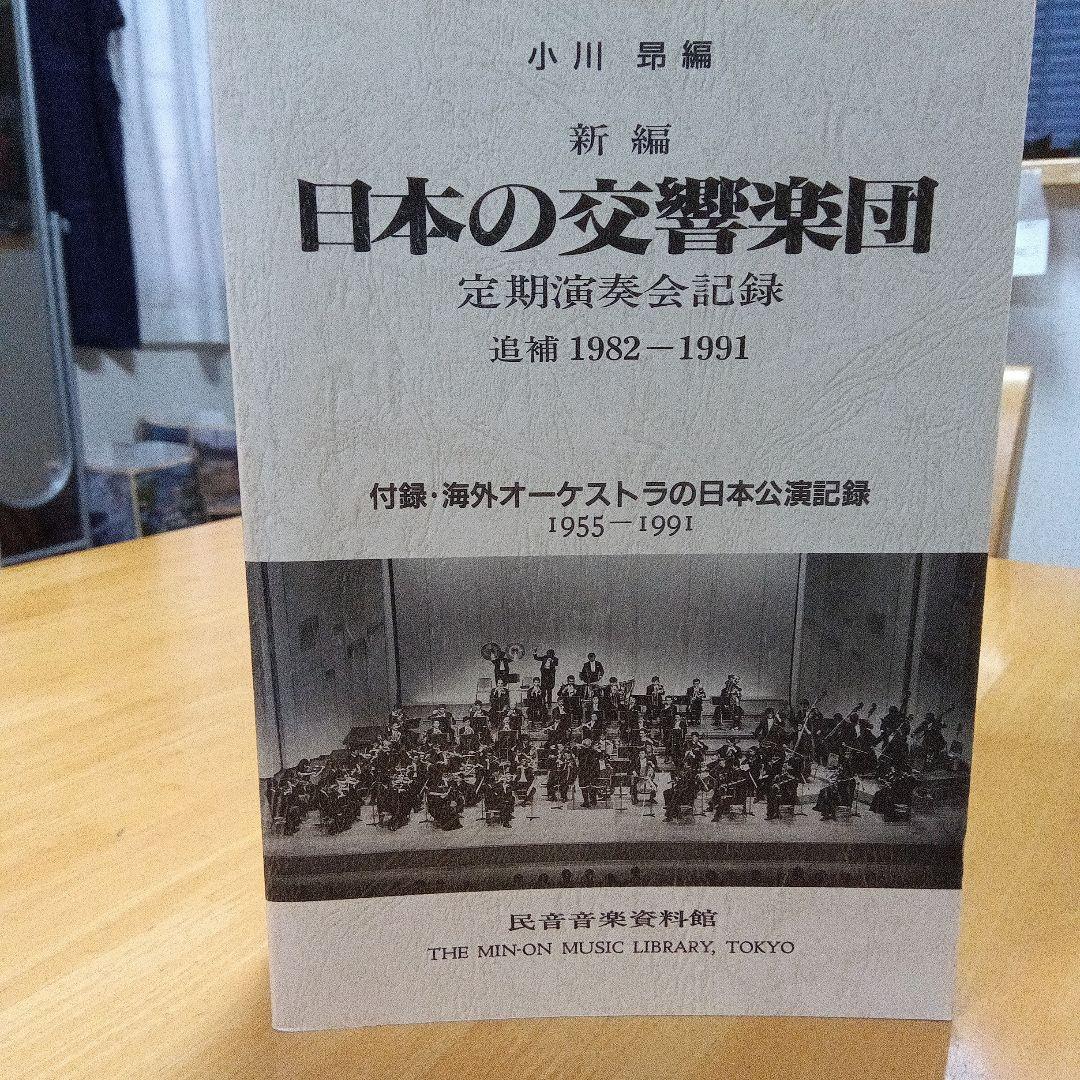 小川 昂編
新編
日本の交響楽団
定期演奏会記録
追補 1982－1991
付録・海外オーケストラの日本公演記録
1955－1991
民音音楽資料館
THE MIN-ON MUSIC LIBRARY, TOKYO